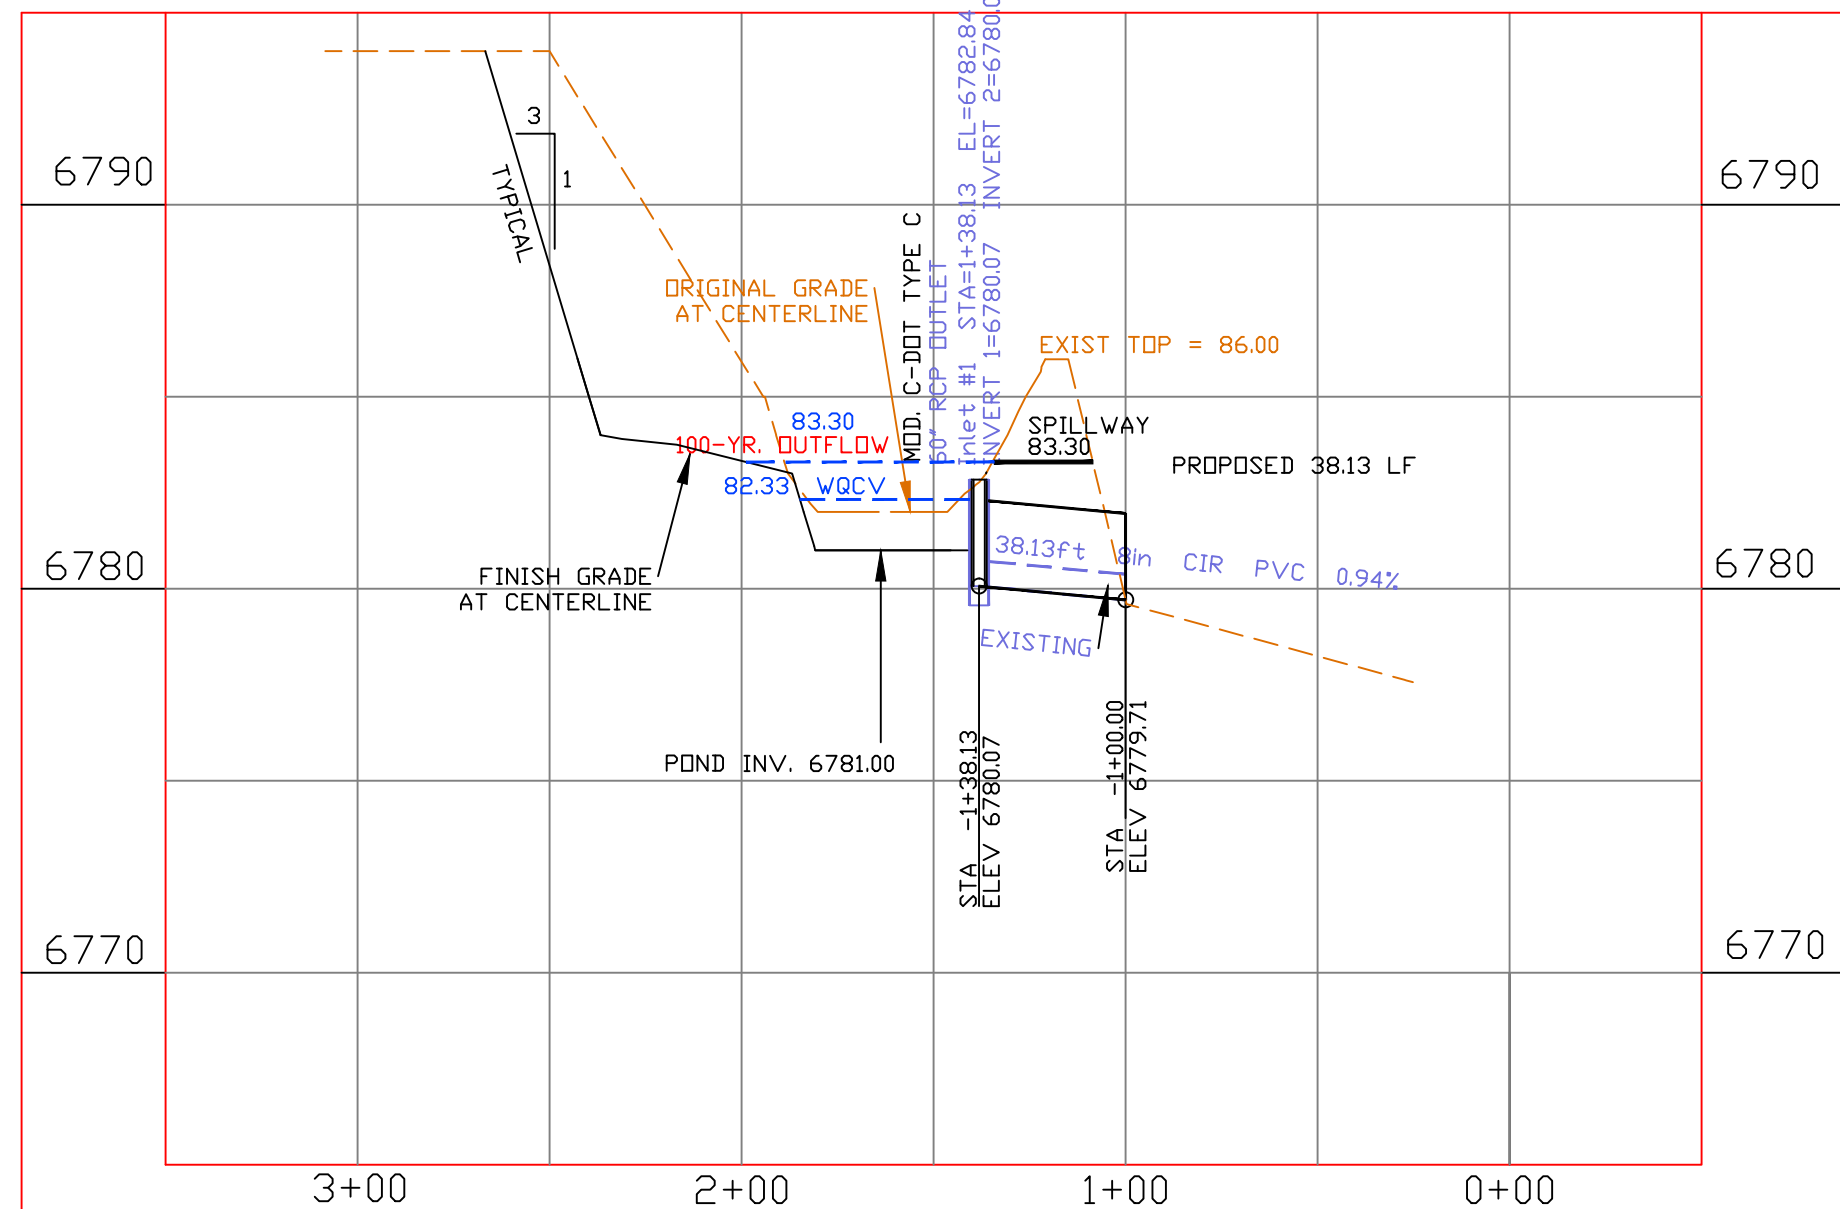 3
1
TYPICAL
6790
6790
ORIGINAL GRADE
AT CENTERLINE
MOD. C-DOT TYPE C
60" RCP OUTLET
Inlet #1 STA=1+38.13 EL=6782.84
INVERT 1=6780.07 INVERT 2=6780.0
EXIST TOP = 86.00
83.30
100-YR. OUTFLOW
82.33 WQCV
SPILLWAY
83.30
PROPOSED 38.13 LF
6780
6780
FINISH GRADE
AT CENTERLINE
38.13ft 8in CIR PVC 0.94%
EXISTING
POND INV. 6781.00
STA -1+38.13
ELEV 6780.07
STA -1+00.00
ELEV 6779.71
6770
6770
3+00
2+00
1+00
0+00